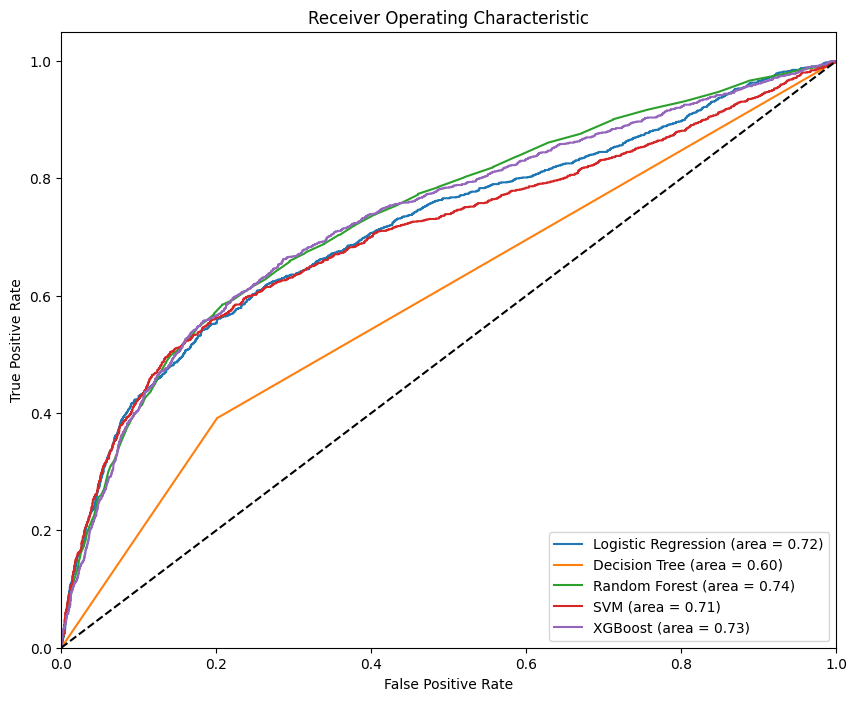 Receiver Operating Characteristic
True Positive Rate
1.0
0.8
0.6
0.4
0.2
0.0
Logistic Regression (area = 0.72)
Decision Tree (area = 0.60)
Random Forest (area = 0.74)
SVM (area = 0.71)
XGBoost (area = 0.73)
0.0 0.2 0.4 0.6 0.8 1.0
False Positive Rate